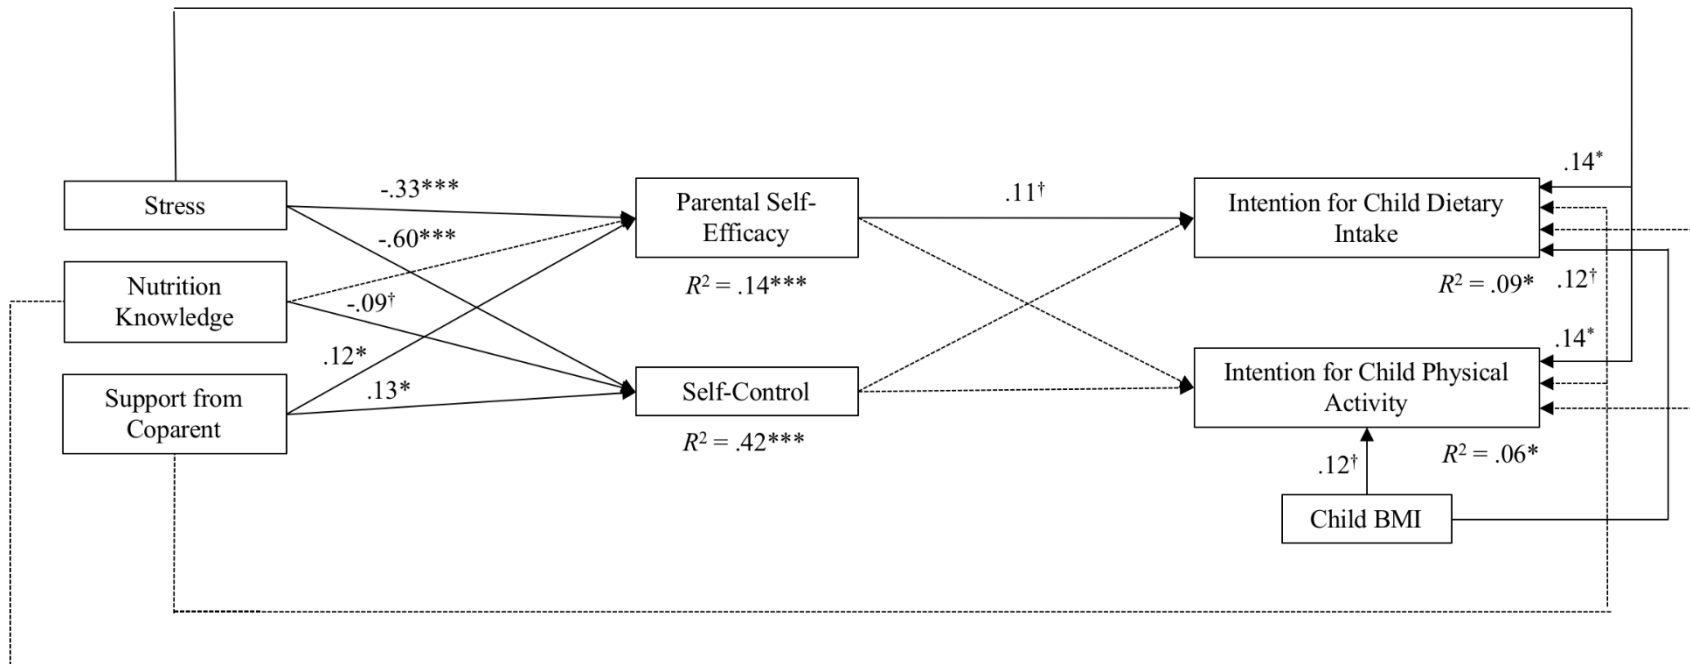 .14*
Stress
-.33***
Parental Self-
Efficacy
R² = .14***
.11†
Intention for Child Dietary
Intake
R² = .09*
.12†
-.60***
Nutrition
Knowledge
-.09†
.12*
.14*
Support from
Coparent
.13*
Self-Control
R² = .42***
Intention for Child Physical
Activity
R² = .06*
.12†
Child BMI